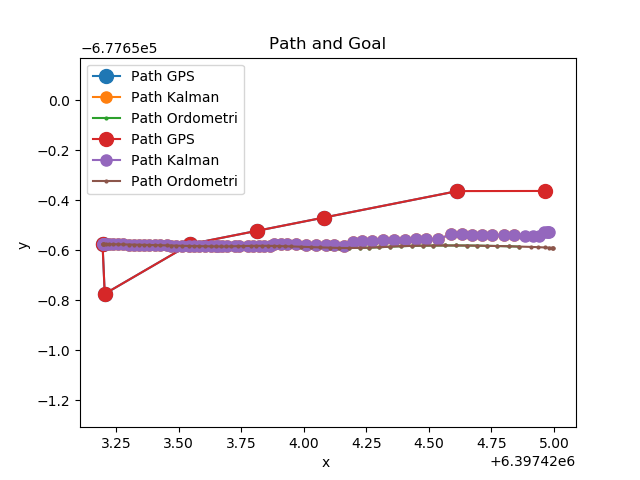 Path and Goal
−6.7765e5
Path GPS
Path Kalman
Path Ordometri
Path GPS
Path Kalman
Path Ordometri
0.0
−0.2
−0.4
−0.6
−0.8
−1.0
−1.2
y
3.25 3.50 3.75 4.00 4.25 4.50 4.75 5.00
x
+6.39742e6